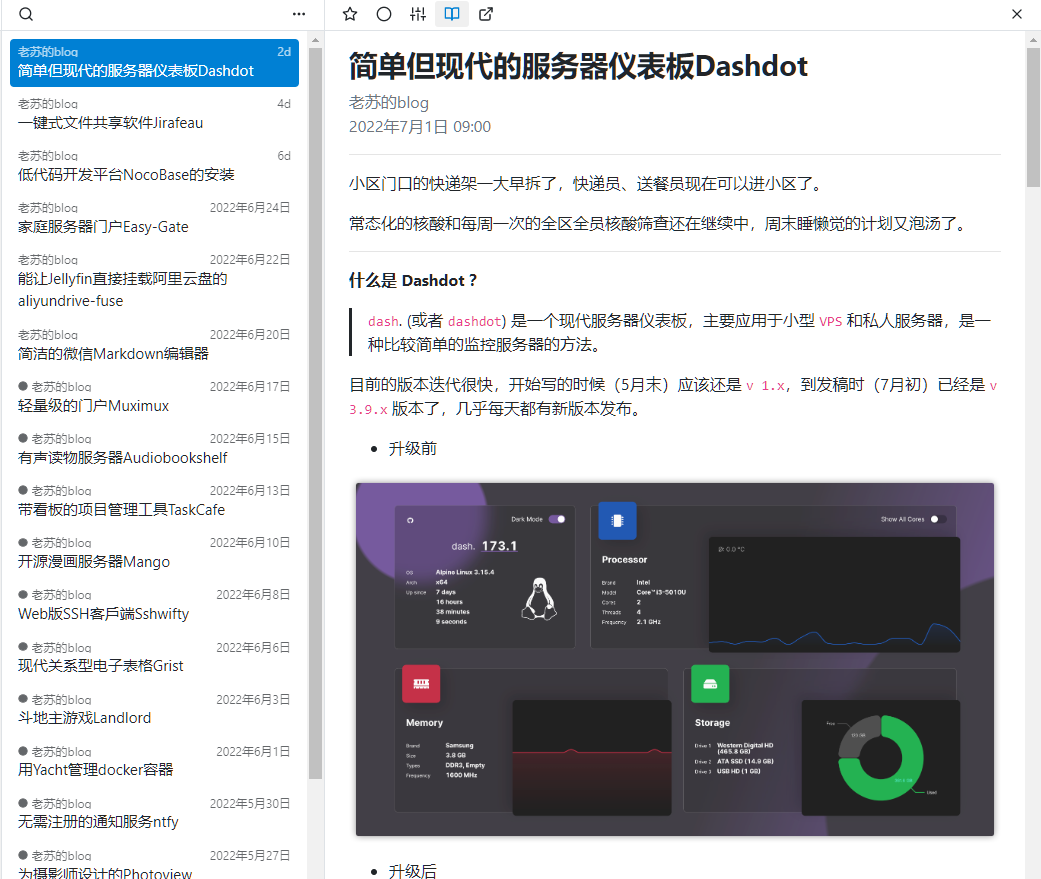 老苏的blog 2d
简单但现代的服务器仪表板Dashdot
老苏的blog 4d
一键式文件共享软件Jirafeau
老苏的blog 6d
低代码开发平台NocoBase的安装
老苏的blog 2022年6月24日
家庭服务器门户Easy-Gate
老苏的blog 2022年6月22日
能让Jellyfin直接挂载阿里云盘的
aliyundrive-fuse
老苏的blog 2022年6月20日
简洁的微信Markdown编辑器
老苏的blog 2022年6月17日
轻量级的门户Muximux
老苏的blog 2022年6月15日
有声读物服务器Audiobookshelf
老苏的blog 2022年6月13日
带看板的项目管理工具TaskCafe
老苏的blog 2022年6月10日
开源漫画服务器Mango
老苏的blog 2022年6月8日
Web版SSH客戶端Sshwifty
老苏的blog 2022年6月6日
现代关系型电子表格Grist
老苏的blog 2022年6月3日
斗地主游戏Landlord
老苏的blog 2022年6月1日
用Yacht管理docker容器
老苏的blog 2022年5月30日
无需注册的通知服务ntfy
老苏的blog 2022年5月27日
为摄影师设计的Photoview
简单但现代的服务器仪表板Dashdot
老苏的blog
2022年7月1日 09:00
小区门口的快递架一大早拆了，快递员、送餐员现在可以进小区了。
常态化的核酸和每周一次的全区全员核酸筛查还在继续中，周末睡懒觉的计划又泡汤了。
什么是 Dashdot ？
dash. (或者 dashdot) 是一个现代服务器仪表板，主要应用于小型 VPS 和私人服务器，是一
种比较简单的监控服务器的方法。
目前的版本迭代很快，开始写的时候（5月末）应该还是 v 1.x，到发稿时（7月初）已经是 v
3.9.x 版本了，几乎每天都有新版本发布。
升级前
Dark Mode
dash. 173.1
OS Alpine Linux 3.15.4
Arch x64
Up since 7 days
16 hours
38 minutes
9 seconds
Show All Cores
Processor
Brand Intel
Model Core™ i3-5010U
Cores 2
Threads 4
Frequency 2.1 GHz
0.0 °C
Memory
Brand Samsung
Size 3.8 GB
Types DDR3, Empty
Frequency 1600 MHz
Storage
Drive 1 Western Digital HD
(465.8 GB)
Drive 2 ATA SSD (14.9 GB)
Drive 3 USB HD (1 GB)
Free
Used
升级后